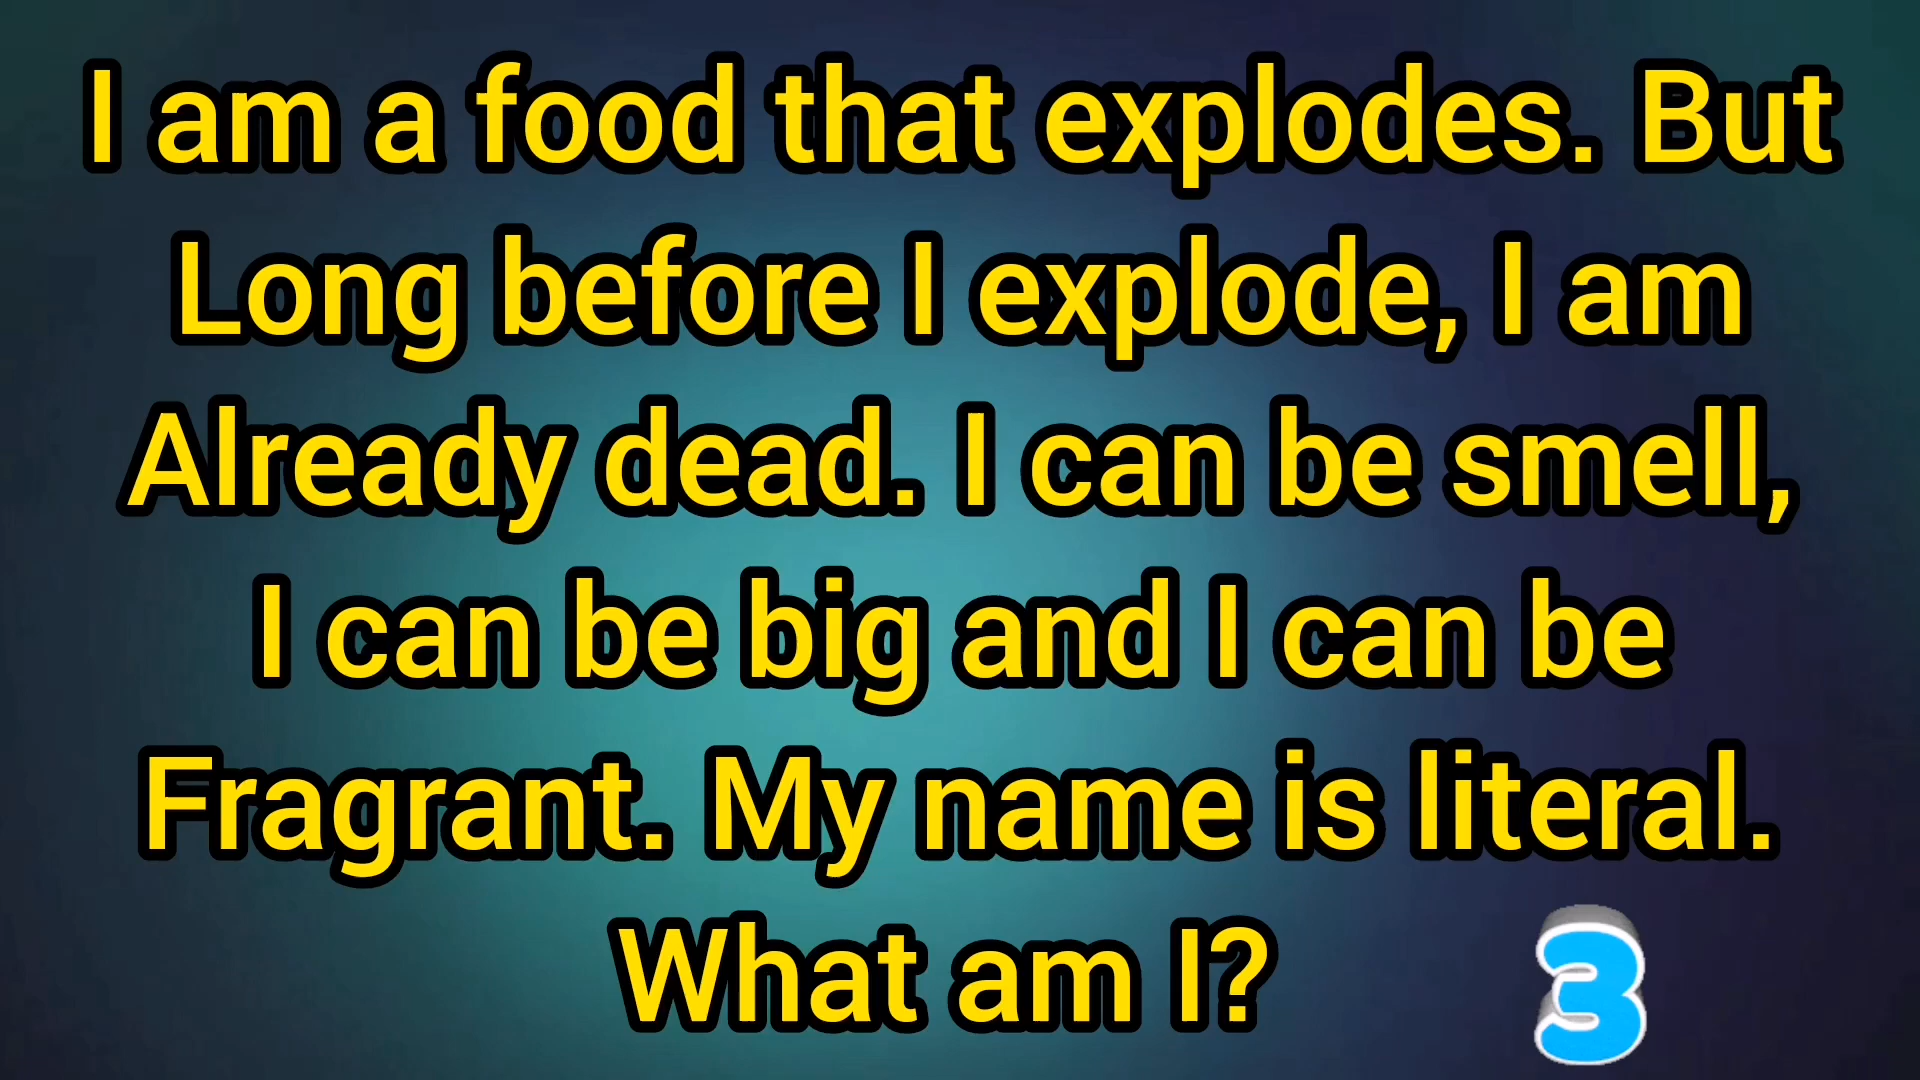 I am a food that explodes. But
Long before I explode, I am
Already dead. I can be smell,
I can be big and I can be
Fragrant. My name is literal.
What am I?
3